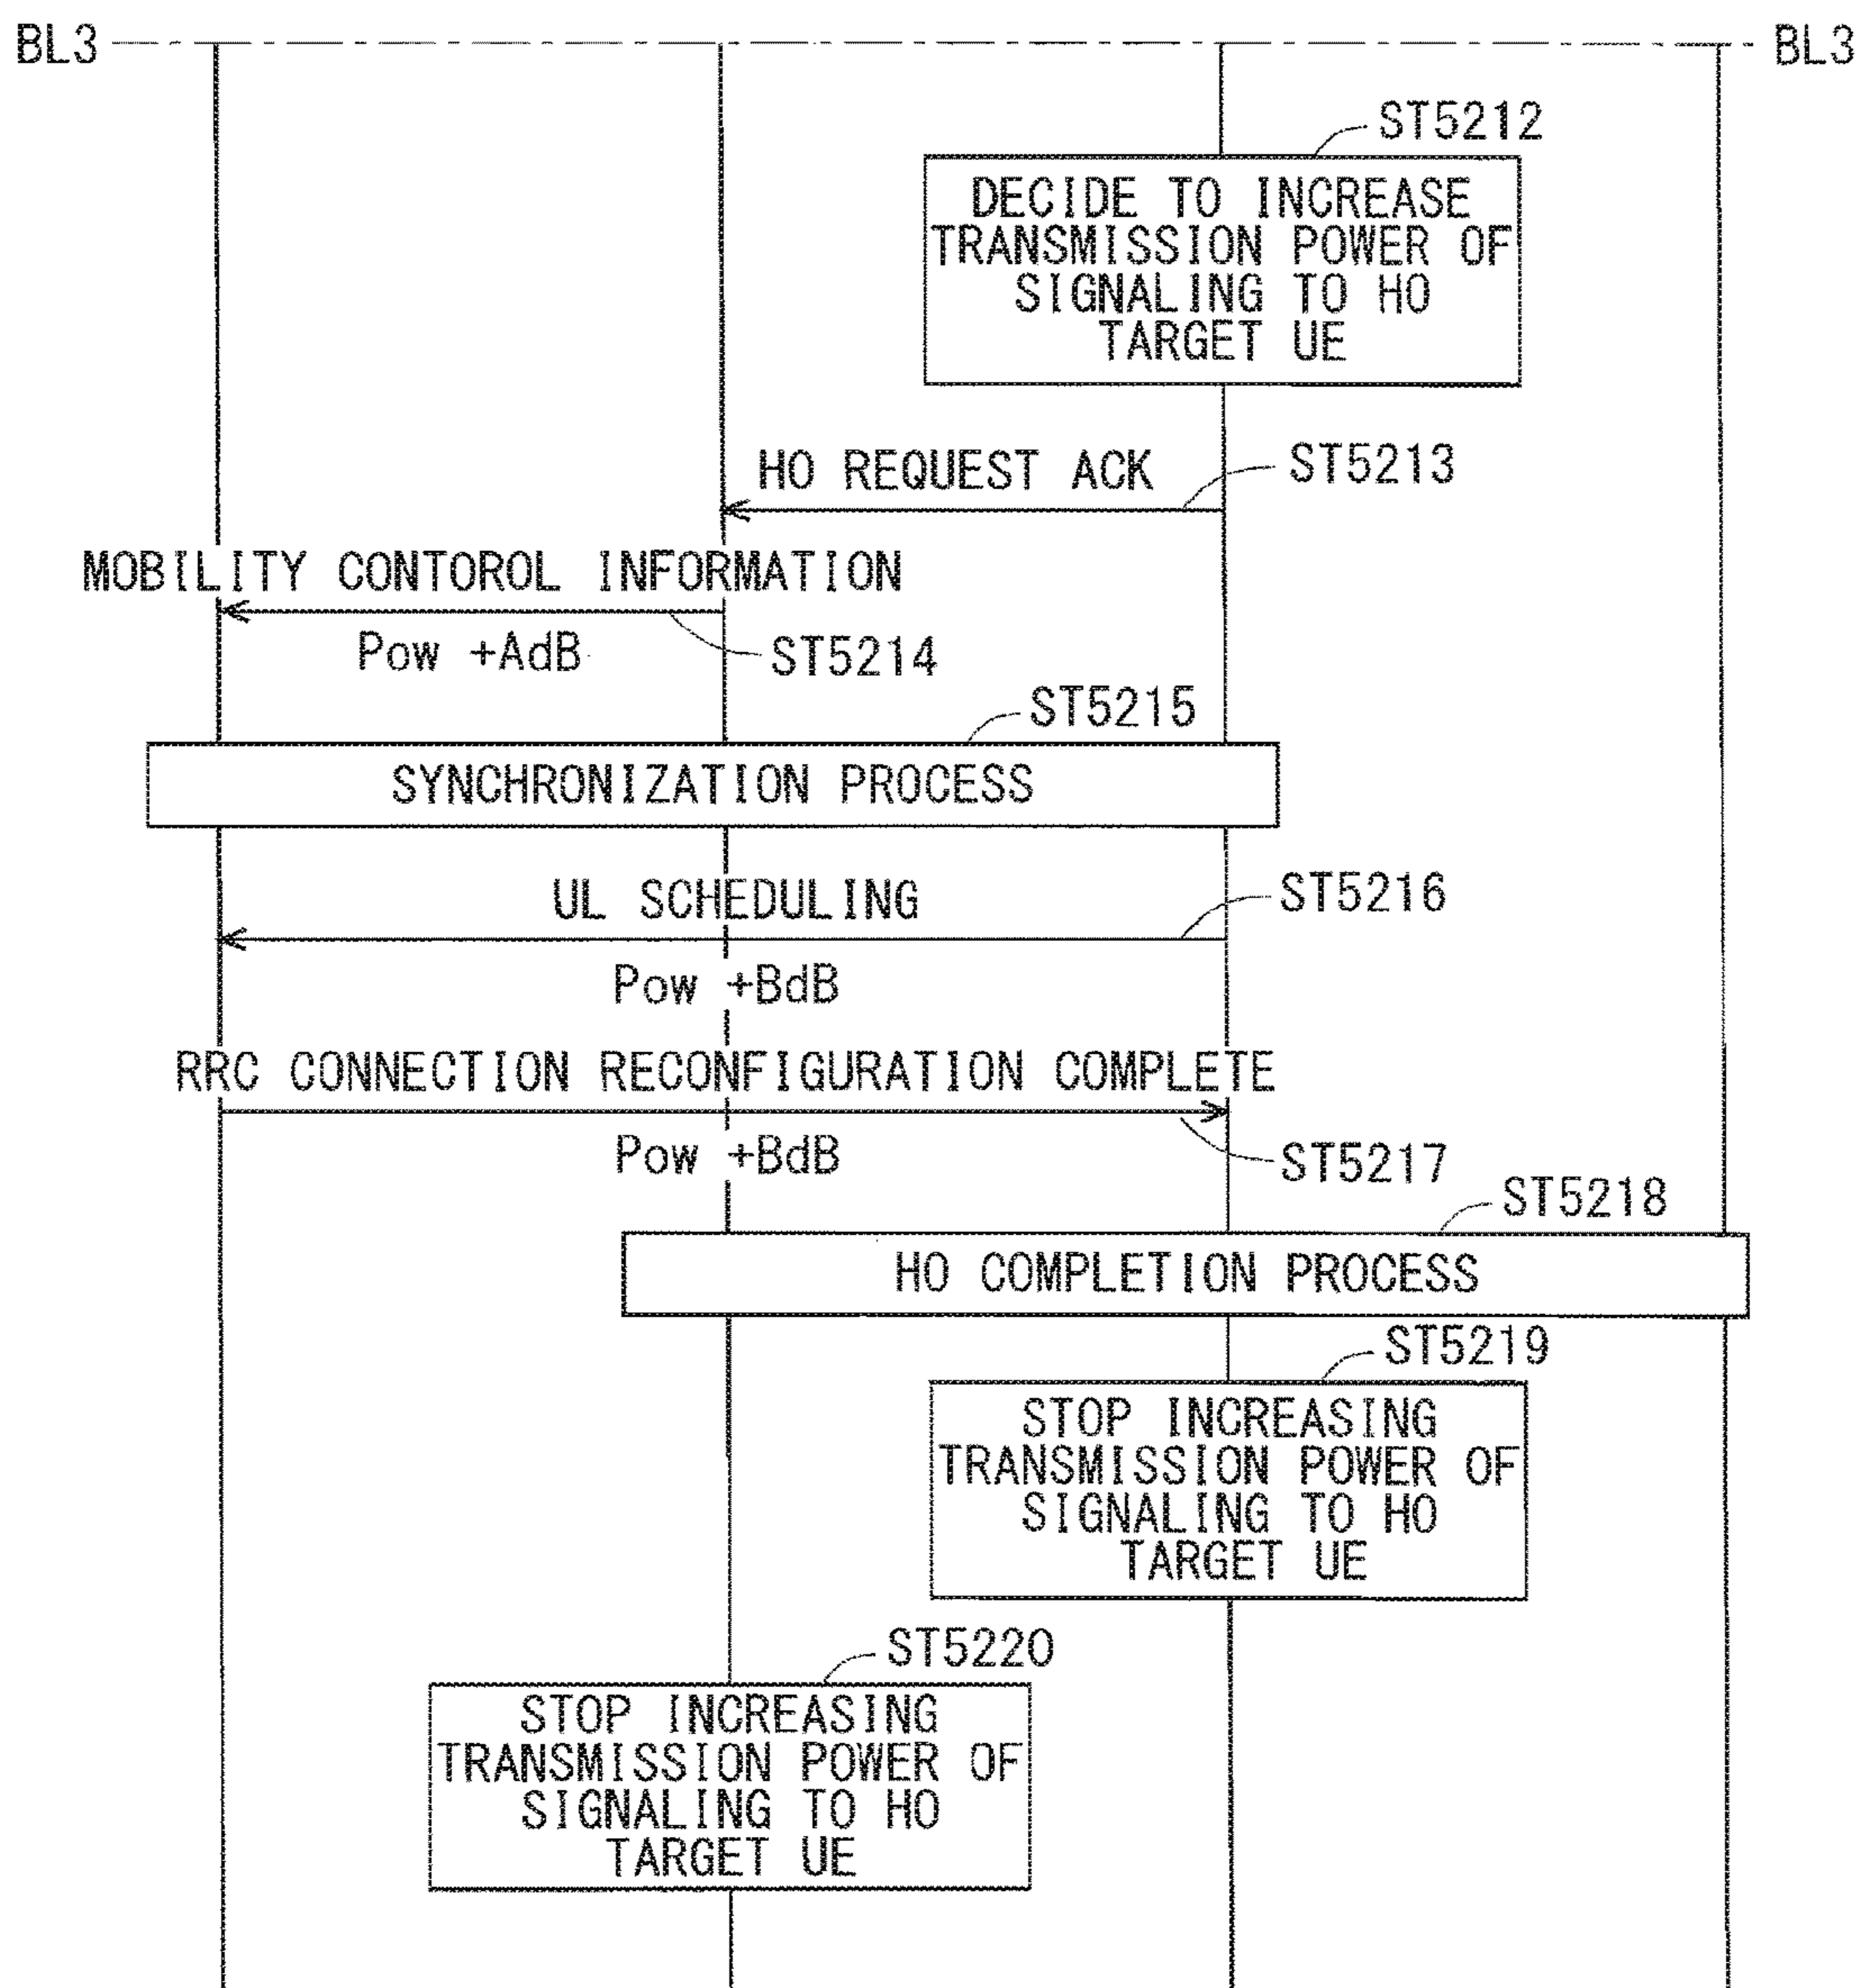 BL3
BL3
ST5212
DECIDE TO INCREASE
TRANSMISSION POWER OF
SIGNALING TO HO
TARGET UE
HO REQUEST ACK
ST5213
MOBILITY CONTOROL INFORMATION
Pow +AdB
ST5214
ST5215
SYNCHRONIZATION PROCESS
UL SCHEDULING
ST5216
Pow +BdB
RRC CONNECTION RECONFIGURATION COMPLETE
Pow +BdB
ST5217
ST5218
HO COMPLETION PROCESS
ST5219
STOP INCREASING
TRANSMISSION POWER OF
SIGNALING TO HO
TARGET UE
ST5220
STOP INCREASING
TRANSMISSION POWER OF
SIGNALING TO HO
TARGET UE